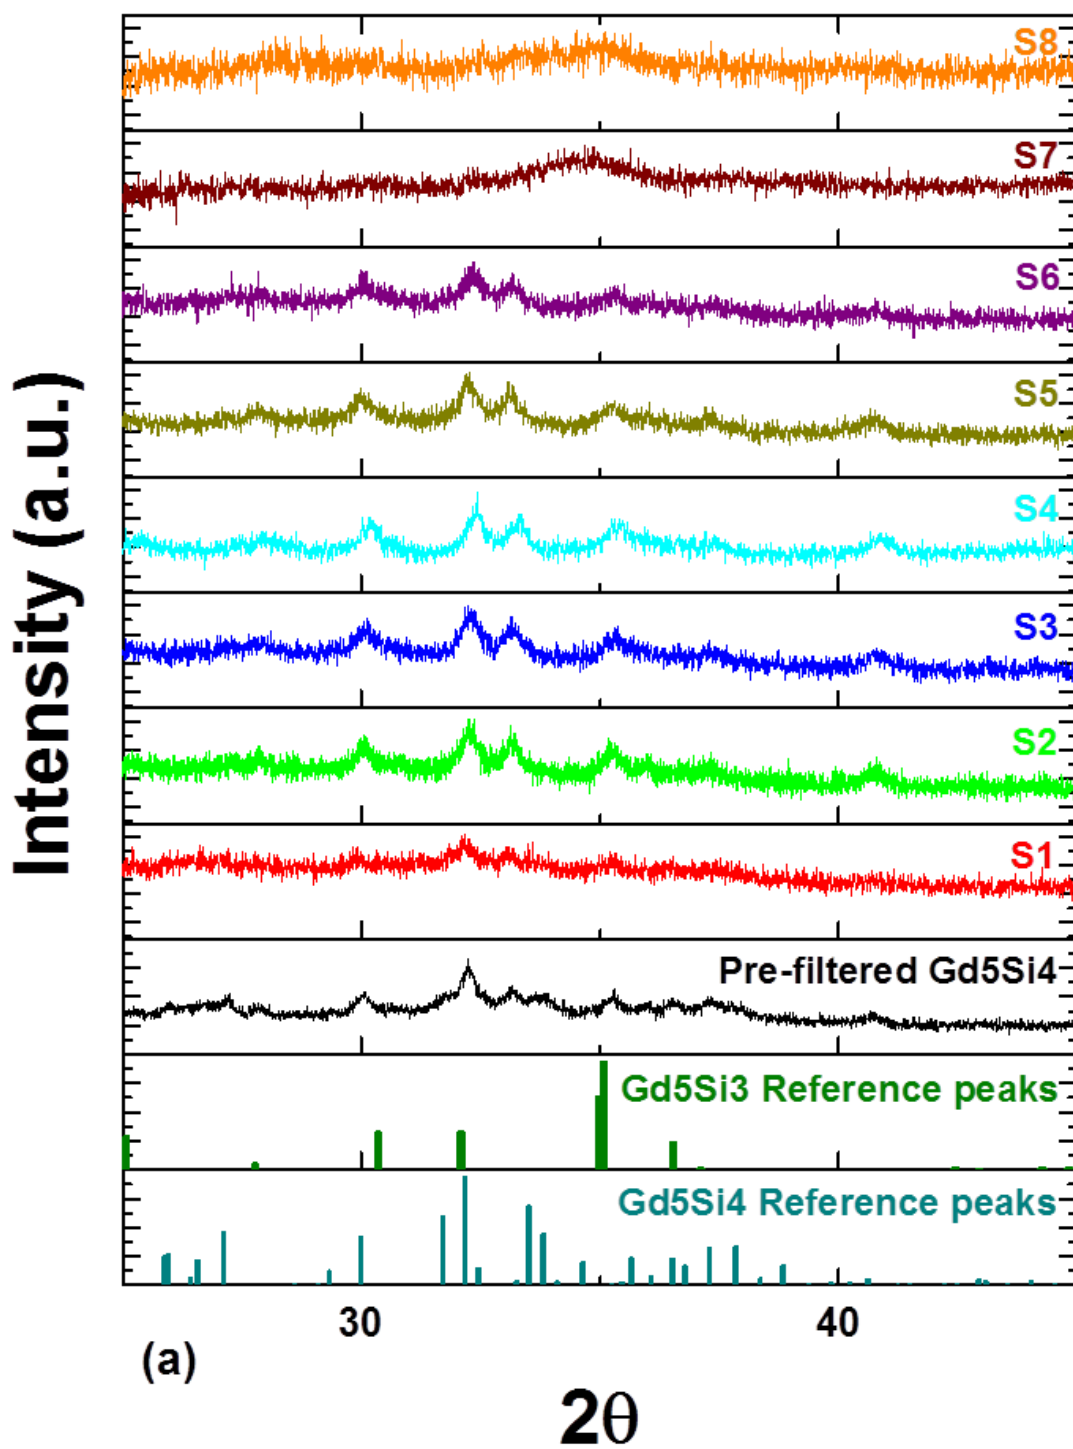 S8
S7
S6
S5
S4
S3
S2
S1
Pre-filtered Gd5Si4
Gd5Si3 Reference peaks
Gd5Si4 Reference peaks
Intensity (a.u.)
30 40
(a)
2θ